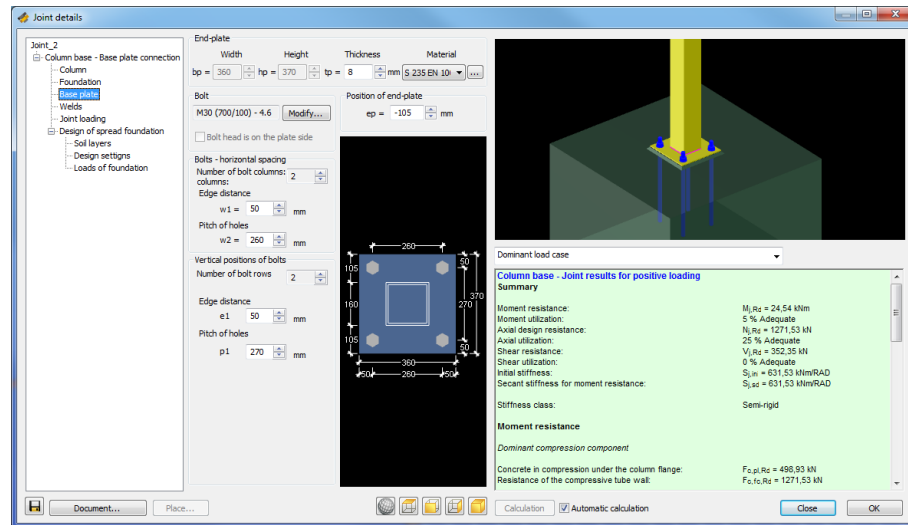 Joint details
Joint_2
Column base - Base plate connection
Column
Foundation
Base plate
Welds
Joint loading
Design of spread foundation
Soil layers
Design settigns
Loads of foundation
End-plate
Width Height Thickness Material
bp = 360 hp = 370 tp = 8 mm S 235 EN 10 ...
Bolt
M30 (700/100) - 4.6 Modify...
Bolt head is on the plate side
Position of end-plate
ep = -105 mm
Bolts - horizontal spacing
Number of bolt columns: 2
columns:
Edge distance
w1 = 50 mm
Pitch of holes
w2 = 260 mm
Vertical positions of bolts
Number of bolt rows 2
Edge distance
e1 50 mm
Pitch of holes
p1 270 mm
260
105 50
160 270 370
105 50
360
50 260 50
Dominant load case
Column base - Joint results for positive loading
Summary
Moment resistance: Mj,Rd = 24,54 kNm
Moment utilization: 5 % Adequate
Axial design resistance: Nj,Rd = 1271,53 kN
Axial utilization: 25 % Adequate
Shear resistance: Vj,Rd = 352,35 kN
Shear utilization: 0 % Adequate
Initial stiffness: Sj,ini = 631,53 kNm/RAD
Secant stiffness for moment resistance: Sj,sd = 631,53 kNm/RAD
Stiffness class: Semi-rigid
Moment resistance
Dominant compression component
Concrete in compression under the column flange: Fc,pl,Rd = 498,93 kN
Resistance of the compressive tube wall: Fc,fc,Rd = 1271,53 kN
Document... Place... Calculation Automatic calculation Close OK